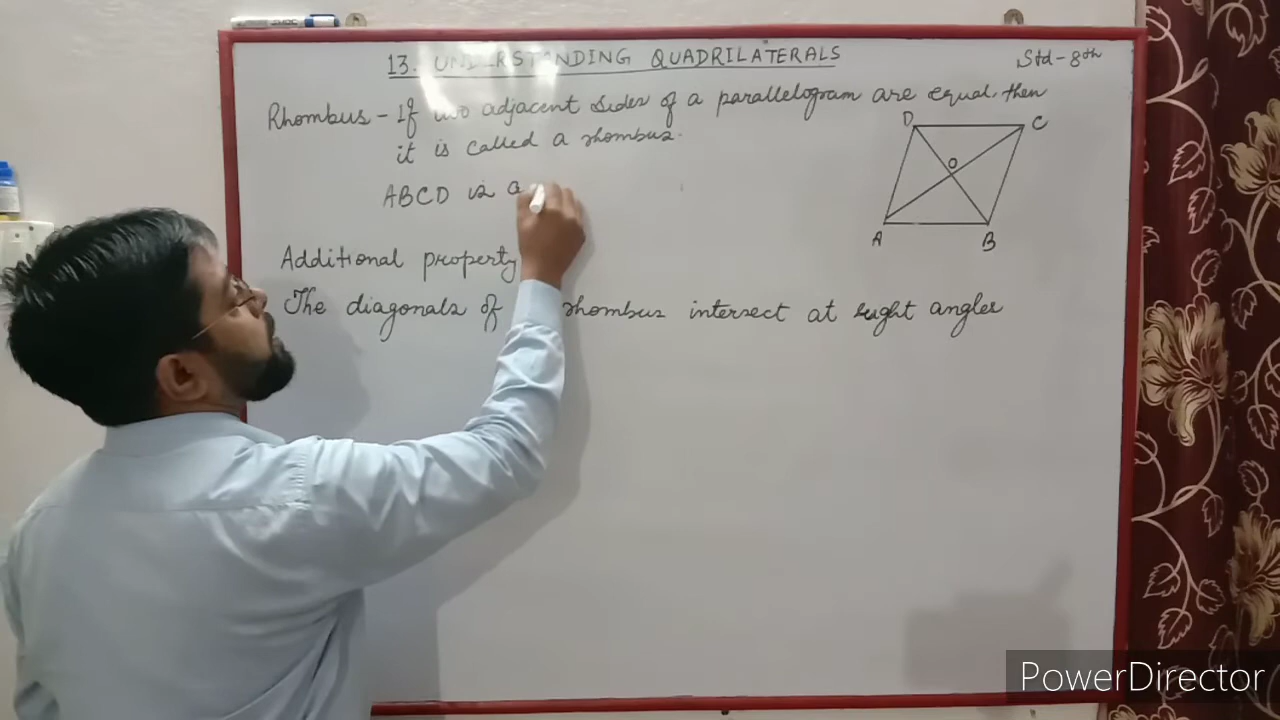 13. UNDERSTANDING QUADRILATERALS
Std-8th
Rhombus - If two adjacent sides of a parallelogram are equal, then
it is called a rhombus.
ABCD is a
D
C
O
A
B
Additional property
The diagonals of rhombus intersect at right angles
PowerDirector